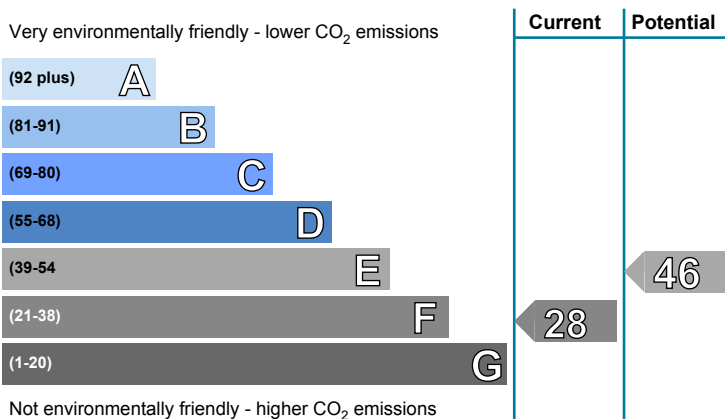 Very environmentally friendly - lower CO2 emissions
Current
Potential
(92 plus) A
(81-91) B
(69-80) C
(55-68) D
(39-54 E
46
(21-38) F
28
(1-20) G
Not environmentally friendly - higher CO2 emissions